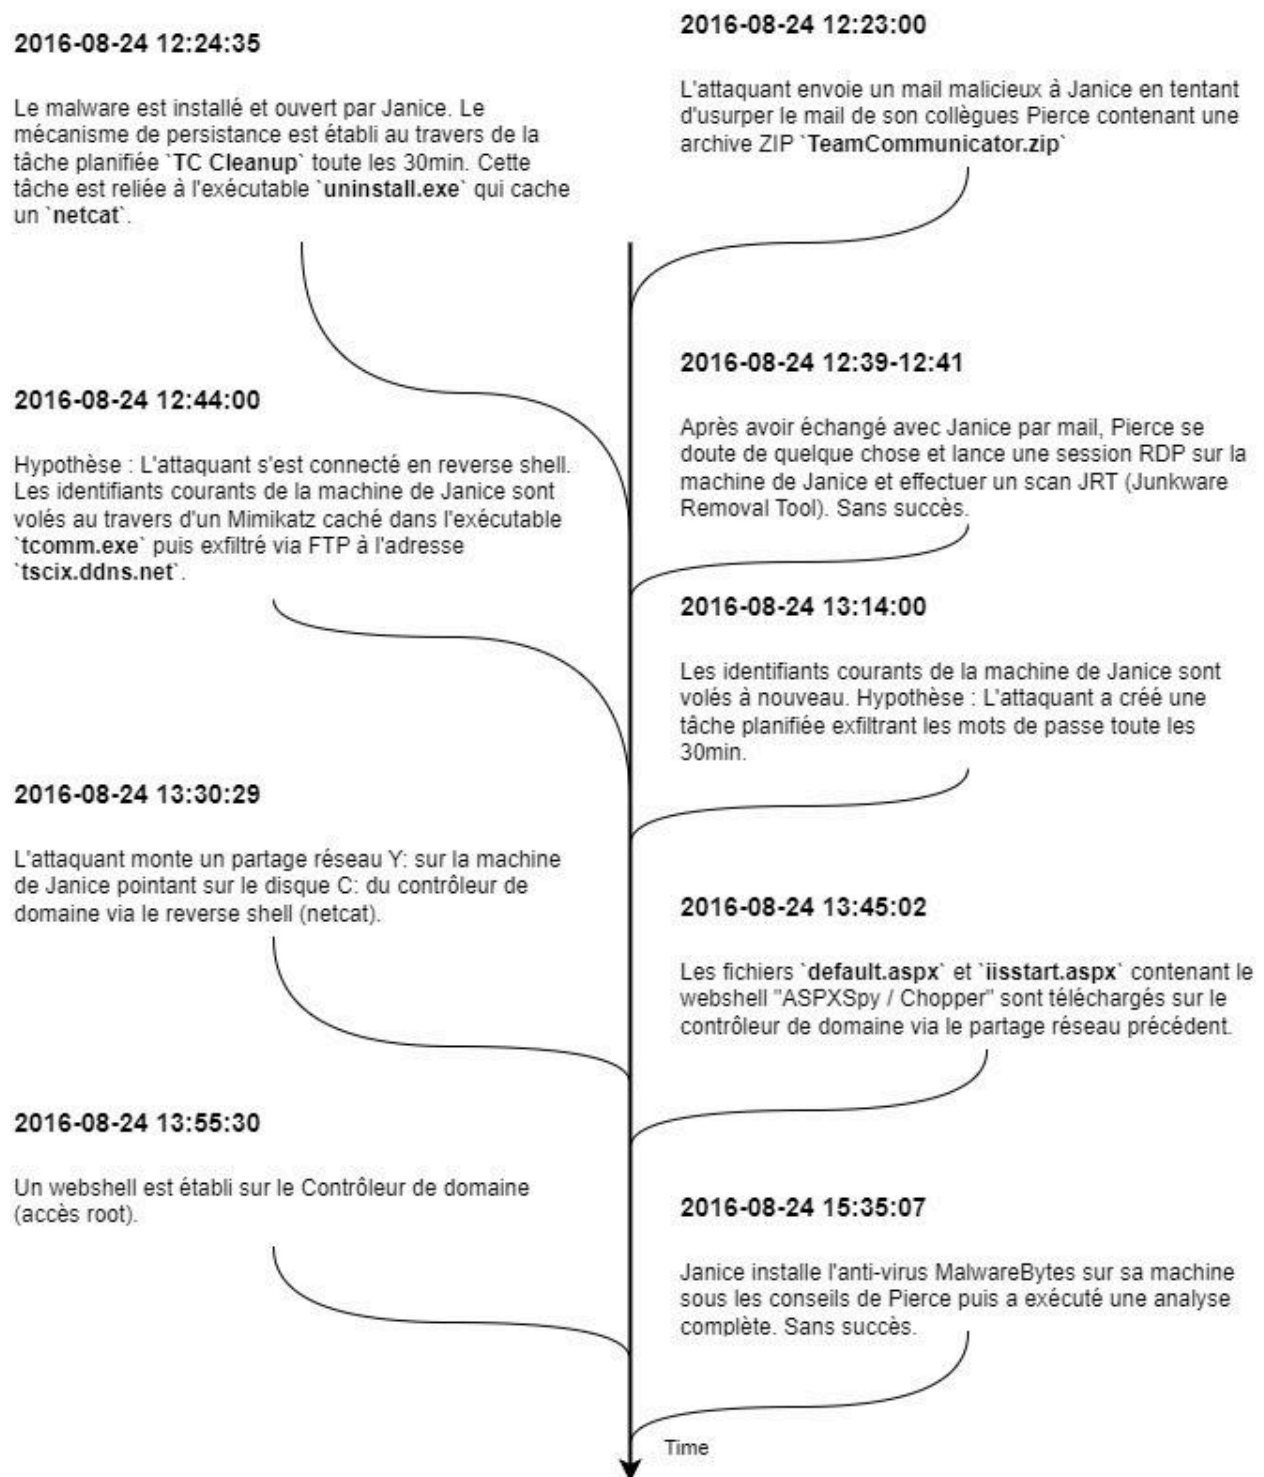 2016-08-24 12:23:00
L'attaquant envoie un mail malicieux à Janice en tentant
d'usurper le mail de son collègues Pierce contenant une
archive ZIP `TeamCommunicator.zip`
2016-08-24 12:24:35
Le malware est installé et ouvert par Janice. Le
mécanisme de persistance est établi au travers de la
tâche planifiée `TC Cleanup` toute les 30min. Cette
tâche est reliée à l'exécutable `uninstall.exe` qui cache
un `netcat`.
2016-08-24 12:39-12:41
Après avoir échangé avec Janice par mail, Pierce se
doute de quelque chose et lance une session RDP sur la
machine de Janice et effectuer un scan JRT (Junkware
Removal Tool). Sans succès.
2016-08-24 12:44:00
Hypothèse : L'attaquant s'est connecté en reverse shell.
Les identifiants courants de la machine de Janice sont
volés au travers d'un Mimikatz caché dans l'exécutable
`tcomm.exe` puis exfiltré via FTP à l'adresse
`tscix.ddns.net`.
2016-08-24 13:14:00
Les identifiants courants de la machine de Janice sont
volés à nouveau. Hypothèse : L'attaquant a créé une
tâche planifiée exfiltrant les mots de passe toute les
30min.
2016-08-24 13:30:29
L'attaquant monte un partage réseau Y: sur la machine
de Janice pointant sur le disque C: du contrôleur de
domaine via le reverse shell (netcat).
2016-08-24 13:45:02
Les fichiers `default.aspx` et `iisstart.aspx` contenant le
webshell "ASPXSpy / Chopper" sont téléchargés sur le
contrôleur de domaine via le partage réseau précédent.
2016-08-24 13:55:30
Un webshell est établi sur le Contrôleur de domaine
(accès root).
2016-08-24 15:35:07
Janice installe l'anti-virus MalwareBytes sur sa machine
sous les conseils de Pierce puis a exécuté une analyse
complète. Sans succès.
Time